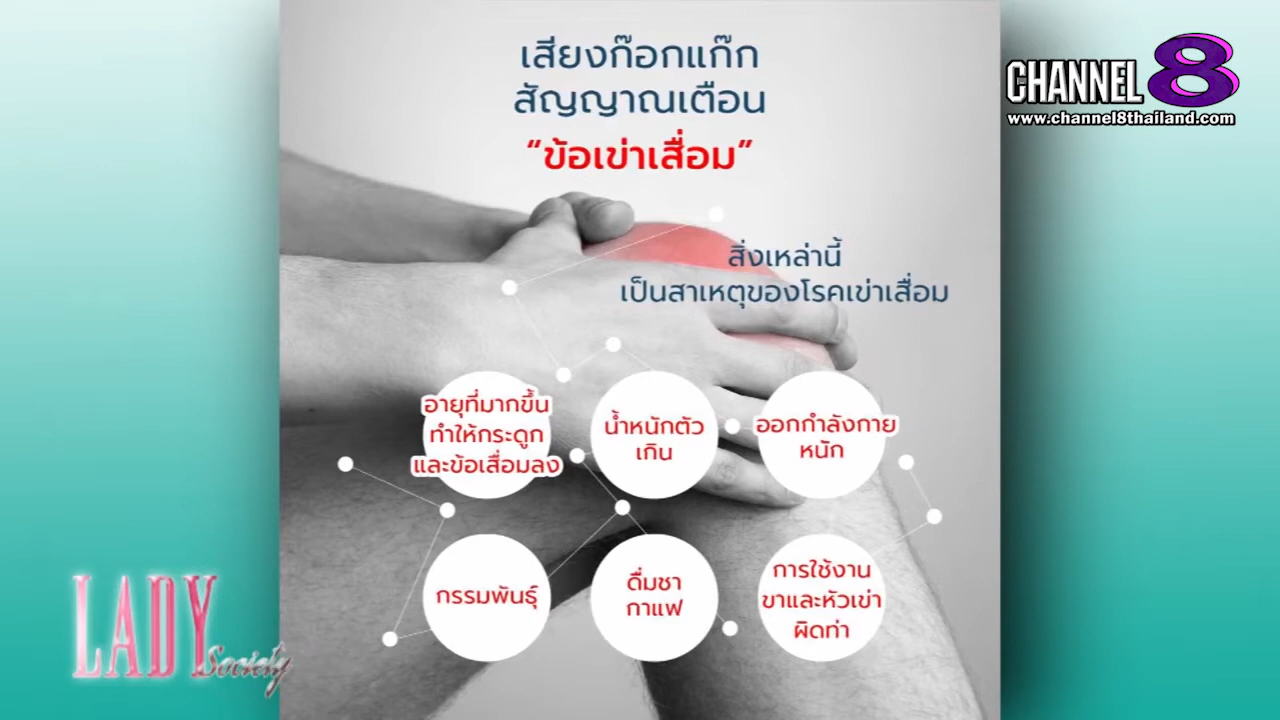 เสียงก๊อกแก๊ก
สัญญาณเตือน
“ข้อเข่าเสื่อม”
CHANNEL 8
www.channel8thailand.com
สิ่งเหล่านี้
เป็นสาเหตุของโรคเข่าเสื่อม
อายุที่มากขึ้น
ทำให้กระดูก
และข้อเสื่อมลง
น้ำหนักตัว
เกิน
ออกกำลังกาย
หนัก
กรรมพันธุ์
ดื่มชา
กาแฟ
การใช้งาน
ขาและหัวเข่า
ผิดท่า
LADY
Society